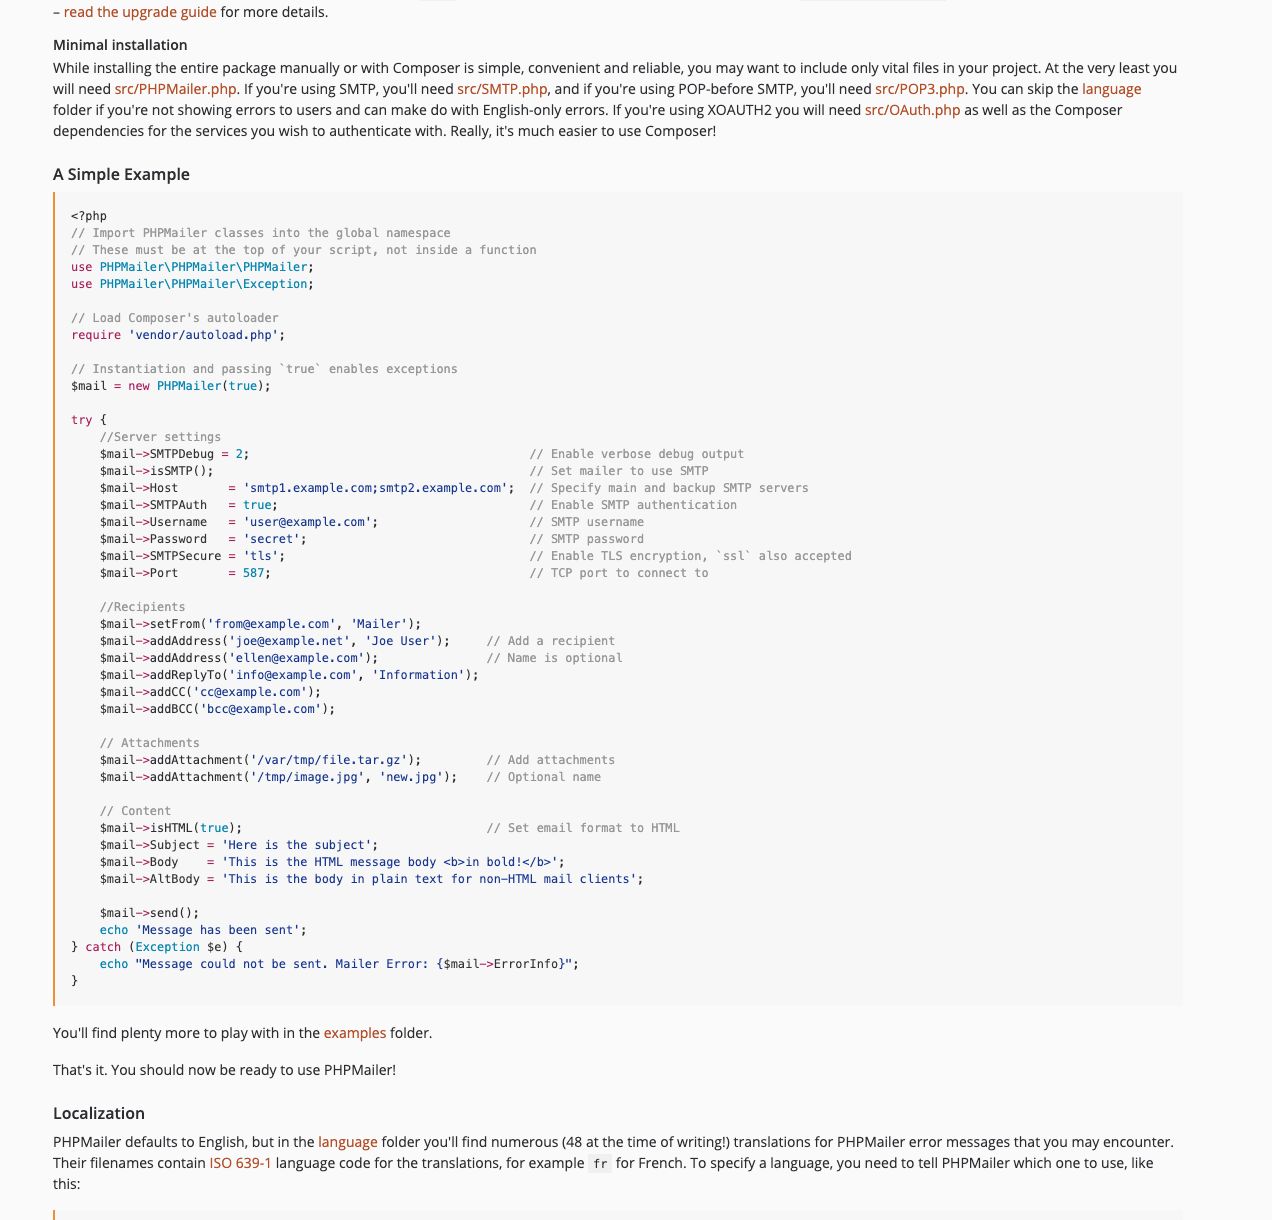 – read the upgrade guide for more details.
Minimal installation
While installing the entire package manually or with Composer is simple, convenient and reliable, you may want to include only vital files in your project. At the very least you
will need src/PHPMailer.php. If you're using SMTP, you'll need src/SMTP.php, and if you're using POP-before SMTP, you'll need src/POP3.php. You can skip the language
folder if you're not showing errors to users and can make do with English-only errors. If you're using XOAUTH2 you will need src/OAuth.php as well as the Composer
dependencies for the services you wish to authenticate with. Really, it's much easier to use Composer!
A Simple Example
<?php
// Import PHPMailer classes into the global namespace
// These must be at the top of your script, not inside a function
use PHPMailer\PHPMailer\PHPMailer;
use PHPMailer\PHPMailer\Exception;
// Load Composer's autoloader
require 'vendor/autoload.php';
// Instantiation and passing `true` enables exceptions
$mail = new PHPMailer(true);
try {
    //Server settings
    $mail->SMTPDebug = 2;                                       // Enable verbose debug output
    $mail->isSMTP();                                            // Set mailer to use SMTP
    $mail->Host       = 'smtp1.example.com;smtp2.example.com';  // Specify main and backup SMTP servers
    $mail->SMTPAuth   = true;                                   // Enable SMTP authentication
    $mail->Username   = 'user@example.com';                     // SMTP username
    $mail->Password   = 'secret';                               // SMTP password
    $mail->SMTPSecure = 'tls';                                  // Enable TLS encryption, `ssl` also accepted
    $mail->Port       = 587;                                    // TCP port to connect to
    //Recipients
    $mail->setFrom('from@example.com', 'Mailer');
    $mail->addAddress('joe@example.net', 'Joe User');     // Add a recipient
    $mail->addAddress('ellen@example.com');               // Name is optional
    $mail->addReplyTo('info@example.com', 'Information');
    $mail->addCC('cc@example.com');
    $mail->addBCC('bcc@example.com');
    // Attachments
    $mail->addAttachment('/var/tmp/file.tar.gz');         // Add attachments
    $mail->addAttachment('/tmp/image.jpg', 'new.jpg');    // Optional name
    // Content
    $mail->isHTML(true);                                  // Set email format to HTML
    $mail->Subject = 'Here is the subject';
    $mail->Body    = 'This is the HTML message body <b>in bold!</b>';
    $mail->AltBody = 'This is the body in plain text for non-HTML mail clients';
    $mail->send();
    echo 'Message has been sent';
} catch (Exception $e) {
    echo "Message could not be sent. Mailer Error: {$mail->ErrorInfo}";
}
You'll find plenty more to play with in the examples folder.
That's it. You should now be ready to use PHPMailer!
Localization
PHPMailer defaults to English, but in the language folder you'll find numerous (48 at the time of writing!) translations for PHPMailer error messages that you may encounter.
Their filenames contain ISO 639-1 language code for the translations, for example fr for French. To specify a language, you need to tell PHPMailer which one to use, like
this: